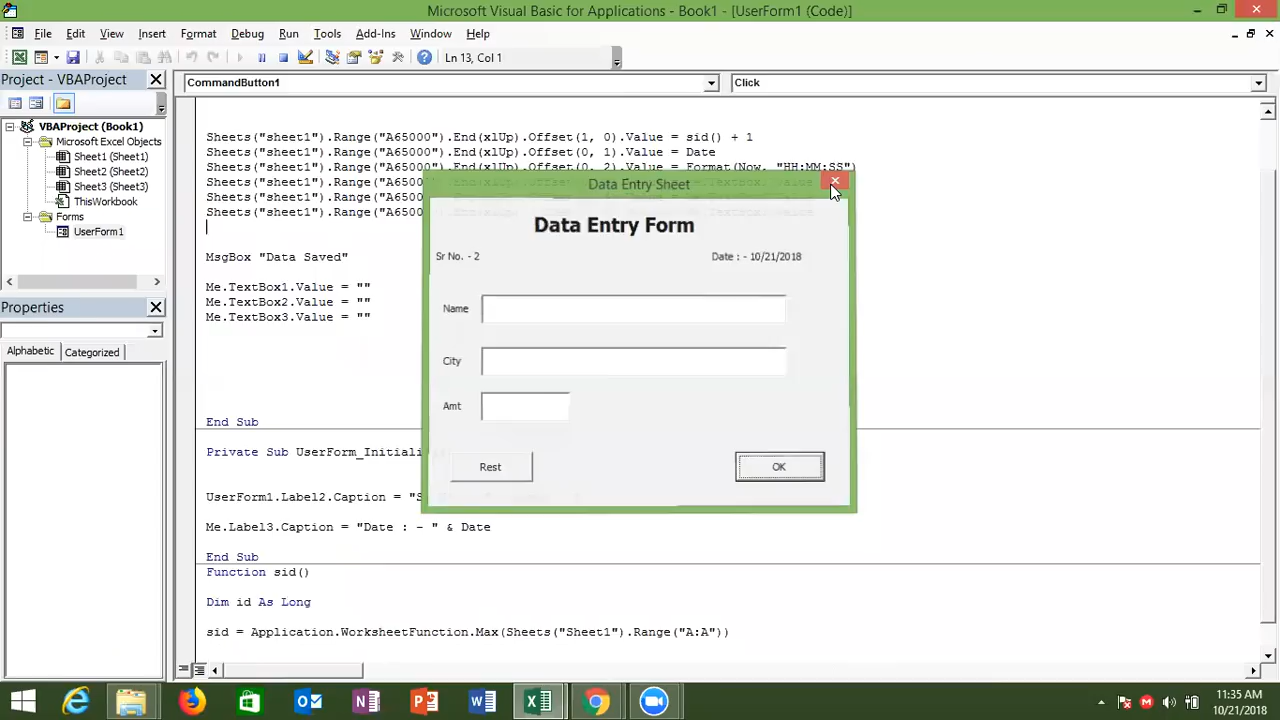 Microsoft Visual Basic for Applications - Book1 - [UserForm1 (Code)]
File Edit View Insert Format Debug Run Tools Add-Ins Window Help
Ln 13, Col 1
Project - VBAProject
CommandButton1
Click
VBAProject (Book1)
Microsoft Excel Objects
Sheet1 (Sheet1)
Sheet2 (Sheet2)
Sheet3 (Sheet3)
ThisWorkbook
Forms
UserForm1
Properties
Alphabetic Categorized
Sheets("sheet1").Range("A65000").End(xlUp).Offset(1, 0).Value = sid() + 1
Sheets("sheet1").Range("A65000").End(xlUp).Offset(0, 1).Value = Date
Sheets("sheet1").Range("A65000").End(xlUp).Offset(0, 2).Value = Format(Now, "HH:MM:SS")
Sheets("sheet1").Range("A6500
Sheets("sheet1").Range("A6500
Sheets("sheet1").Range("A6500
MsgBox "Data Saved"
Me.TextBox1.Value = ""
Me.TextBox2.Value = ""
Me.TextBox3.Value = ""
End Sub
Private Sub UserForm_Initiali
UserForm1.Label2.Caption = "S
Me.Label3.Caption = "Date : - " & Date
End Sub
Function sid()
Dim id As Long
sid = Application.WorksheetFunction.Max(Sheets("Sheet1").Range("A:A"))
Data Entry Sheet
Data Entry Form
Sr No. - 2
Date : - 10/21/2018
Name
City
Amt
Rest
OK
11:35 AM
10/21/2018